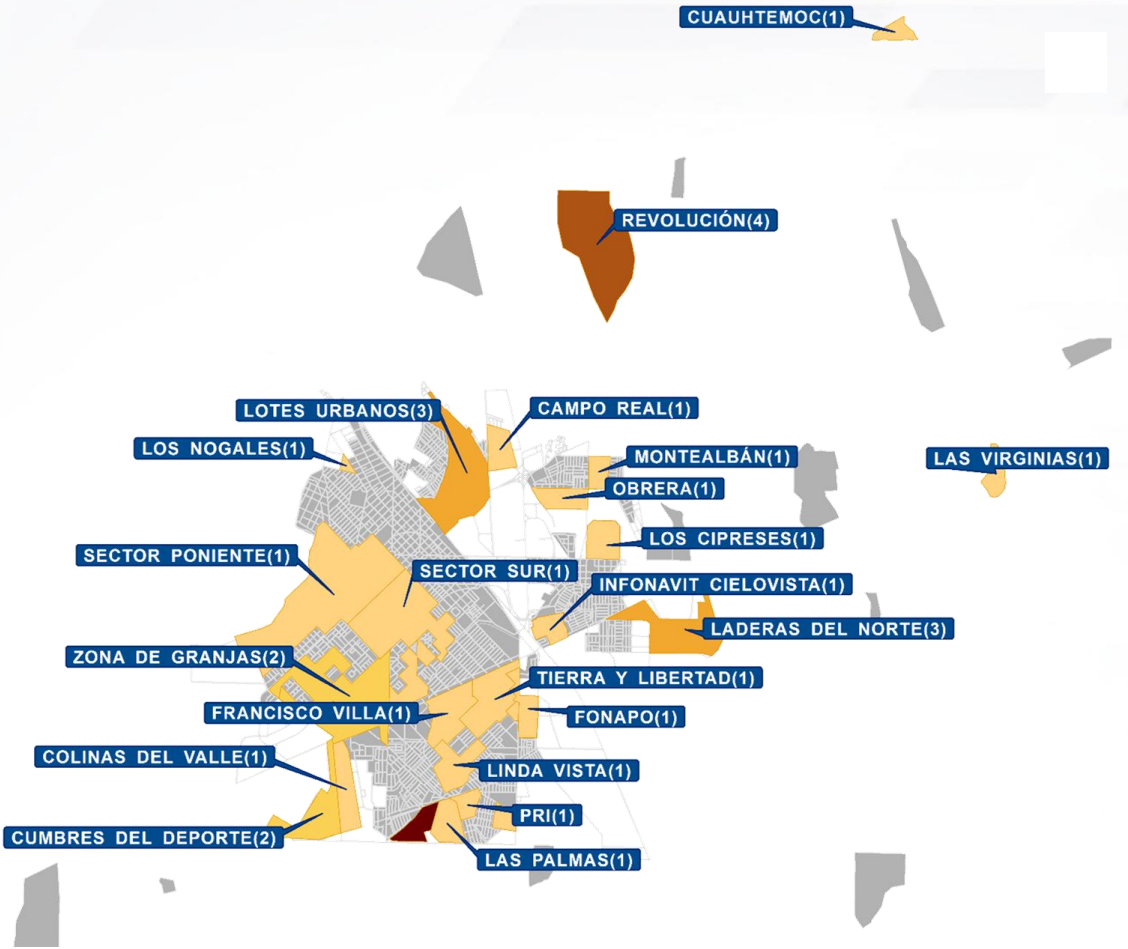 CUAUHTEMOC(1)
REVOLUCIÓN(4)
LOTES URBANOS(3)
CAMPO REAL(1)
LOS NOGALES(1)
MONTEALBÁN(1)
LAS VIRGINIAS(1)
OBRERA(1)
LOS CIPRESES(1)
SECTOR PONIENTE(1)
SECTOR SUR(1)
INFONAVIT CIELOVISTA(1)
LADERAS DEL NORTE(3)
ZONA DE GRANJAS(2)
TIERRA Y LIBERTAD(1)
FRANCISCO VILLA(1)
FONAPO(1)
COLINAS DEL VALLE(1)
LINDA VISTA(1)
PRI(1)
CUMBRES DEL DEPORTE(2)
LAS PALMAS(1)